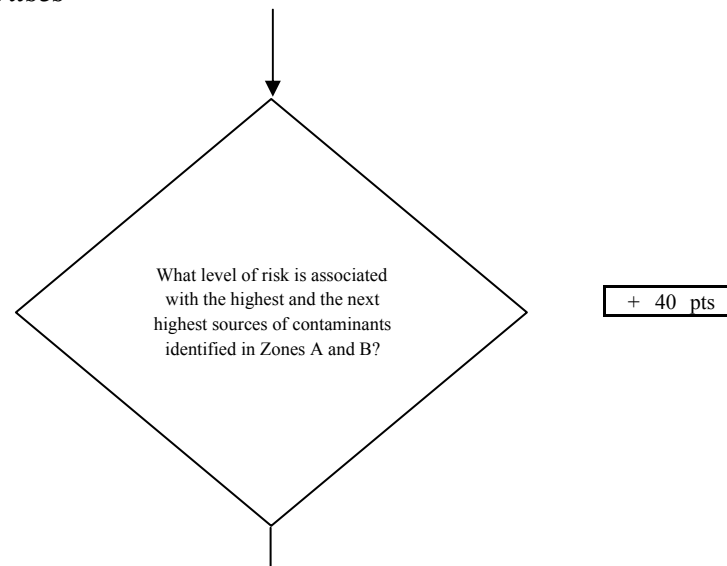 What level of risk is associated
with the highest and the next
highest sources of contaminants
identified in Zones A and B?
+ 40 pts